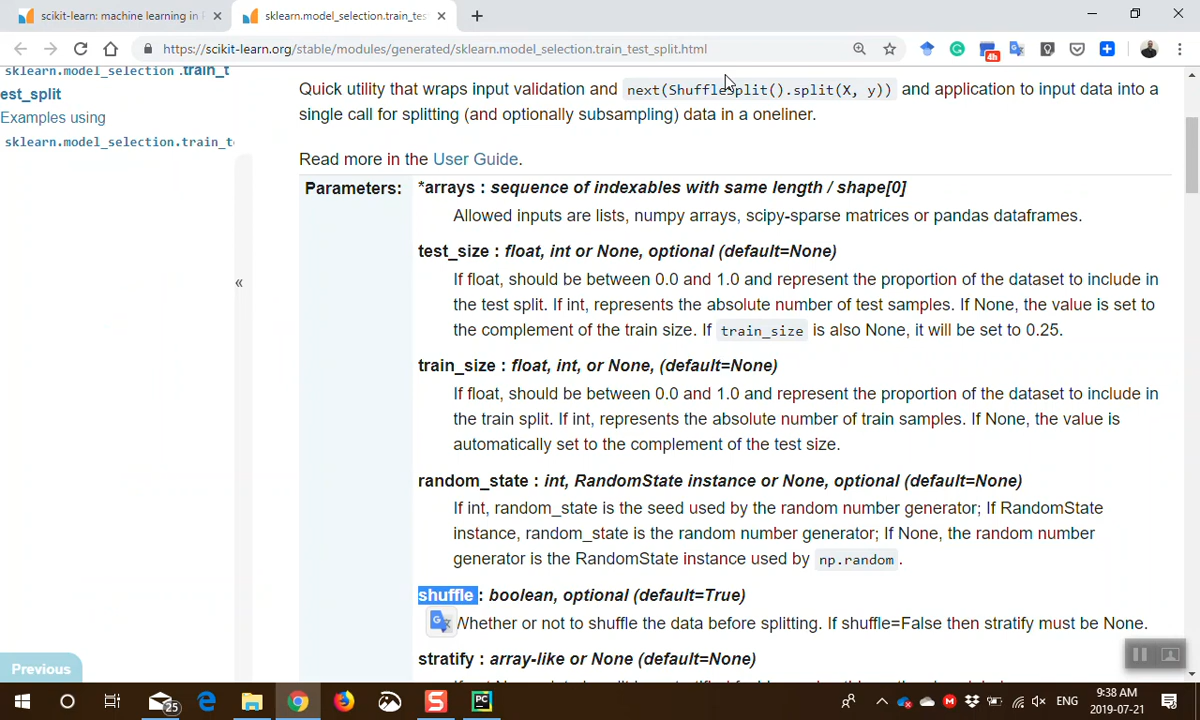 scikit-learn: machine learning in
sklearn.model_selection.train_tes
https://scikit-learn.org/stable/modules/generated/sklearn.model_selection.train_test_split.html
4h
sklearn.model_selection .train_t
est_split
Examples using
sklearn.model_selection.train_t
«
Quick utility that wraps input validation and next(ShuffleSplit().split(X, y)) and application to input data into a
single call for splitting (and optionally subsampling) data in a oneliner.
Read more in the User Guide.
Parameters: *arrays : sequence of indexables with same length / shape[0]
Allowed inputs are lists, numpy arrays, scipy-sparse matrices or pandas dataframes.
test_size : float, int or None, optional (default=None)
If float, should be between 0.0 and 1.0 and represent the proportion of the dataset to include in
the test split. If int, represents the absolute number of test samples. If None, the value is set to
the complement of the train size. If train_size is also None, it will be set to 0.25.
train_size : float, int, or None, (default=None)
If float, should be between 0.0 and 1.0 and represent the proportion of the dataset to include in
the train split. If int, represents the absolute number of train samples. If None, the value is
automatically set to the complement of the test size.
random_state : int, RandomState instance or None, optional (default=None)
If int, random_state is the seed used by the random number generator; If RandomState
instance, random_state is the random number generator; If None, the random number
generator is the RandomState instance used by np.random.
shuffle : boolean, optional (default=True)
Whether or not to shuffle the data before splitting. If shuffle=False then stratify must be None.
stratify : array-like or None (default=None)
Previous
25
S
PC
ENG
9:38 AM
2019-07-21